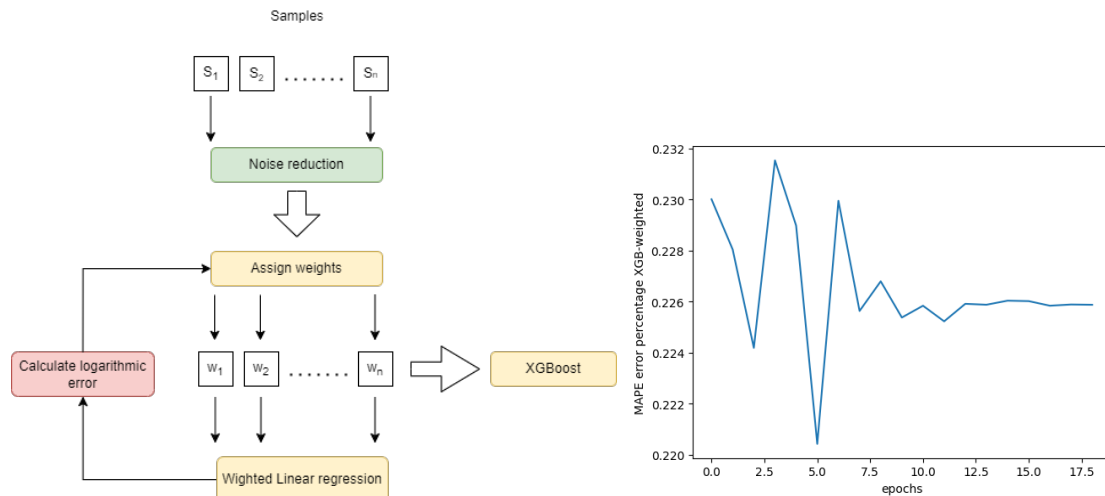 Samples
S1 S2 ....... Sn
Noise reduction
Assign weights
Calculate logarithmic
error
w1 w2 ....... wn
XGBoost
Wighted Linear regression
MAPE error percentage XGB-weighted
0.232
0.230
0.228
0.226
0.224
0.222
0.220
0.0 2.5 5.0 7.5 10.0 12.5 15.0 17.5
epochs